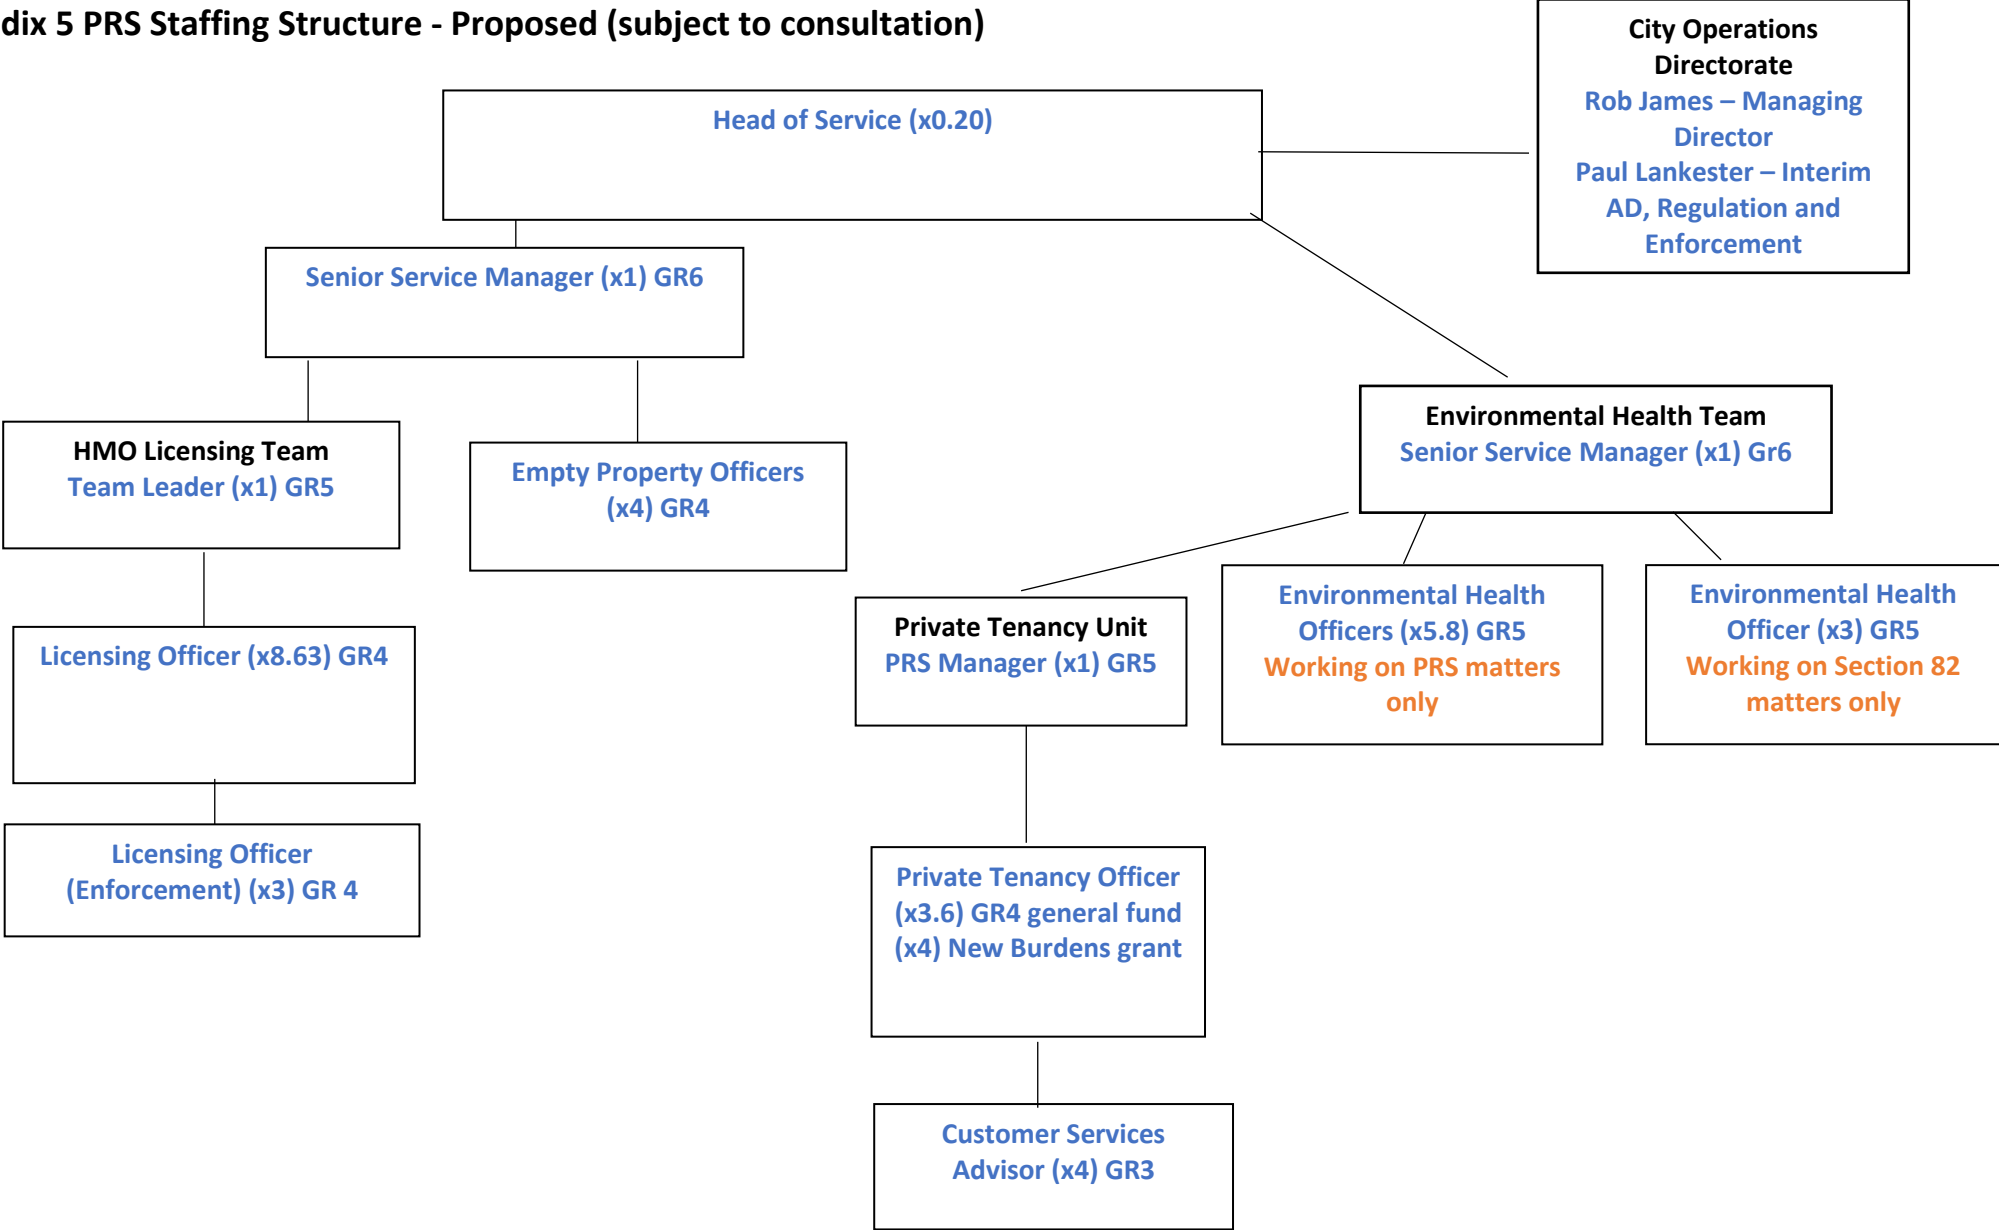 dix 5 PRS Staffing Structure - Proposed (subject to consultation)
City Operations
Directorate
Rob James – Managing
Director
Paul Lankester – Interim
AD, Regulation and
Enforcement
Head of Service (x0.20)
Senior Service Manager (x1) GR6
HMO Licensing Team
Team Leader (x1) GR5
Empty Property Officers
(x4) GR4
Licensing Officer (x8.63) GR4
Licensing Officer
(Enforcement) (x3) GR 4
Environmental Health Team
Senior Service Manager (x1) Gr6
Private Tenancy Unit
PRS Manager (x1) GR5
Environmental Health
Officers (x5.8) GR5
Working on PRS matters
only
Environmental Health
Officer (x3) GR5
Working on Section 82
matters only
Private Tenancy Officer
(x3.6) GR4 general fund
(x4) New Burdens grant
Customer Services
Advisor (x4) GR3